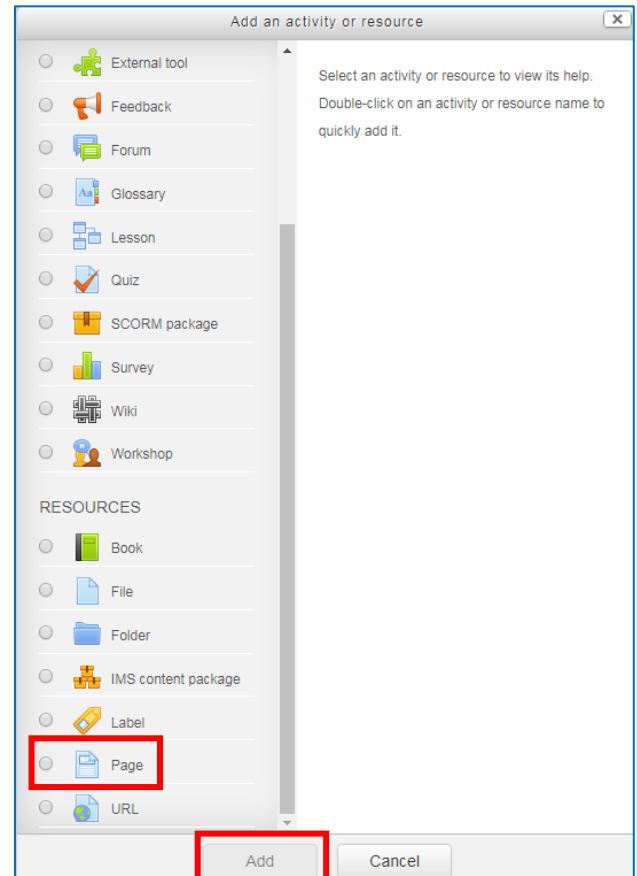 Add an activity or resource
External tool
Feedback
Forum
Aa
Glossary
Lesson
Quiz
SCORM package
Survey
Wiki
Workshop
RESOURCES
Book
File
Folder
IMS content package
Label
Page
URL
Select an activity or resource to view its help.
Double-click on an activity or resource name to
quickly add it.
Add
Cancel